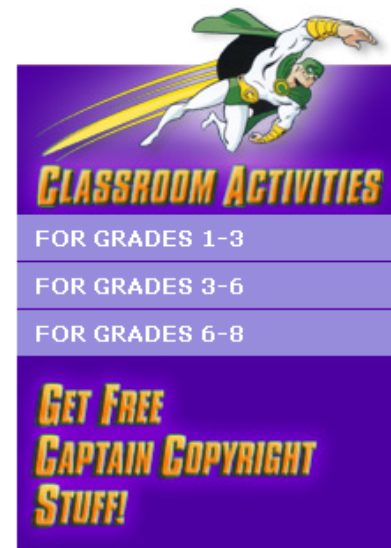 CLASSROOM ACTIVITIES
FOR GRADES 1-3
FOR GRADES 3-6
FOR GRADES 6-8
GET FREE
CAPTAIN COPYRIGHT
STUFF!